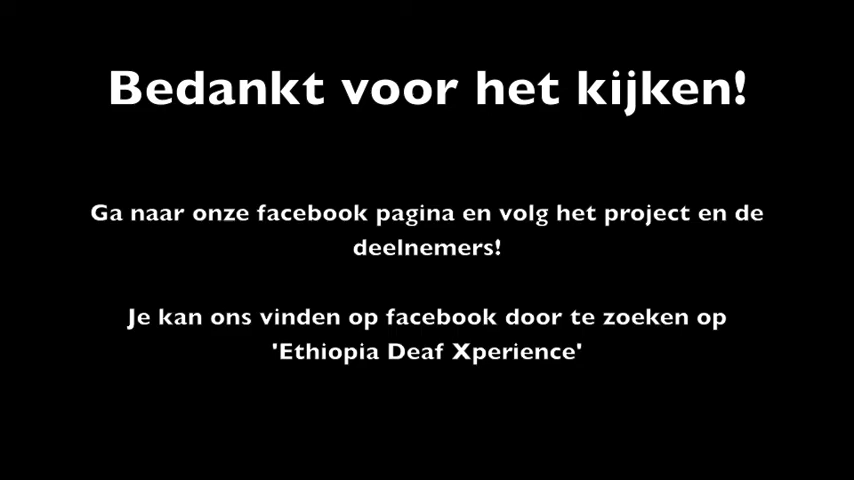 Bedankt voor het kijken!
Ga naar onze facebook pagina en volg het project en de
deelnemers!
Je kan ons vinden op facebook door te zoeken op
'Ethiopia Deaf Xperience'